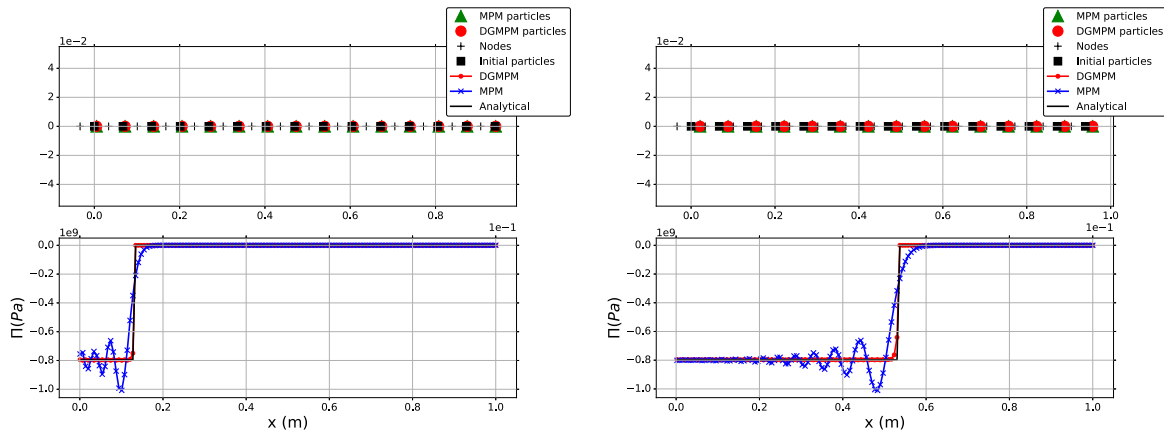 MPM particles
DGMPM particles
Nodes
Initial particles
DGMPM
MPM
Analytical
1e−2
4
2
0
−2
−4
0.0 0.2 0.4 0.6 0.8
1e−1
1e9
0.0
−0.2
−0.4
−0.6
−0.8
−1.0
Π(Pa)
0.0 0.2 0.4 0.6 0.8 1.0
x (m)
MPM particles
DGMPM particles
Nodes
Initial particles
DGMPM
MPM
Analytical
1e−2
4
2
0
−2
−4
0.0 0.2 0.4 0.6 0.8 1.0
1e−1
1e9
0.0
−0.2
−0.4
−0.6
−0.8
−1.0
Π(Pa)
0.0 0.2 0.4 0.6 0.8 1.0
x (m)